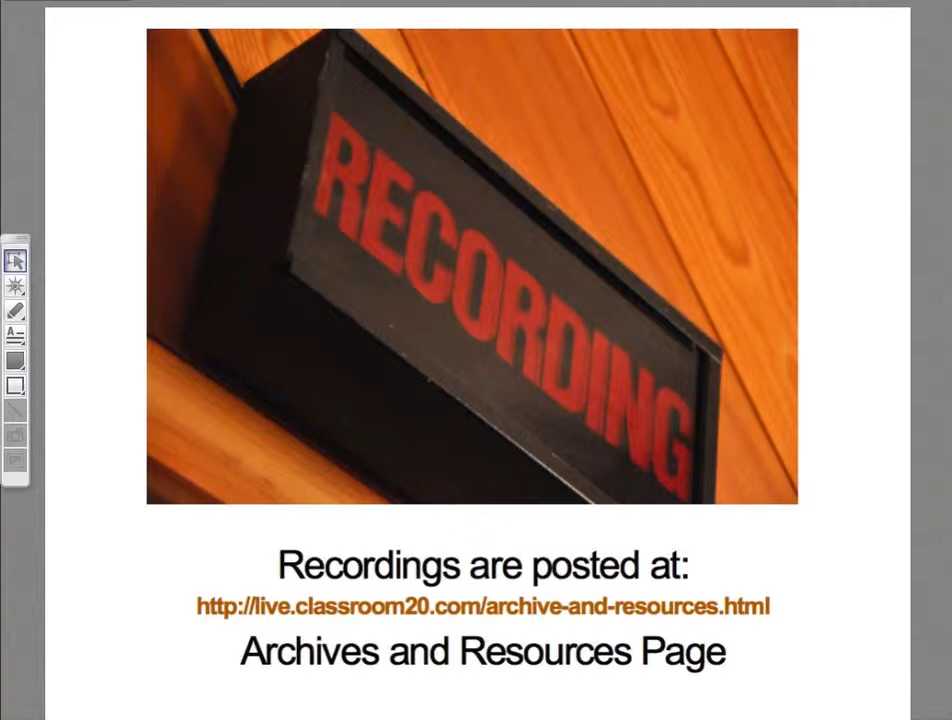 RECORDING
Recordings are posted at:
http://live.classroom20.com/archive-and-resources.html
Archives and Resources Page